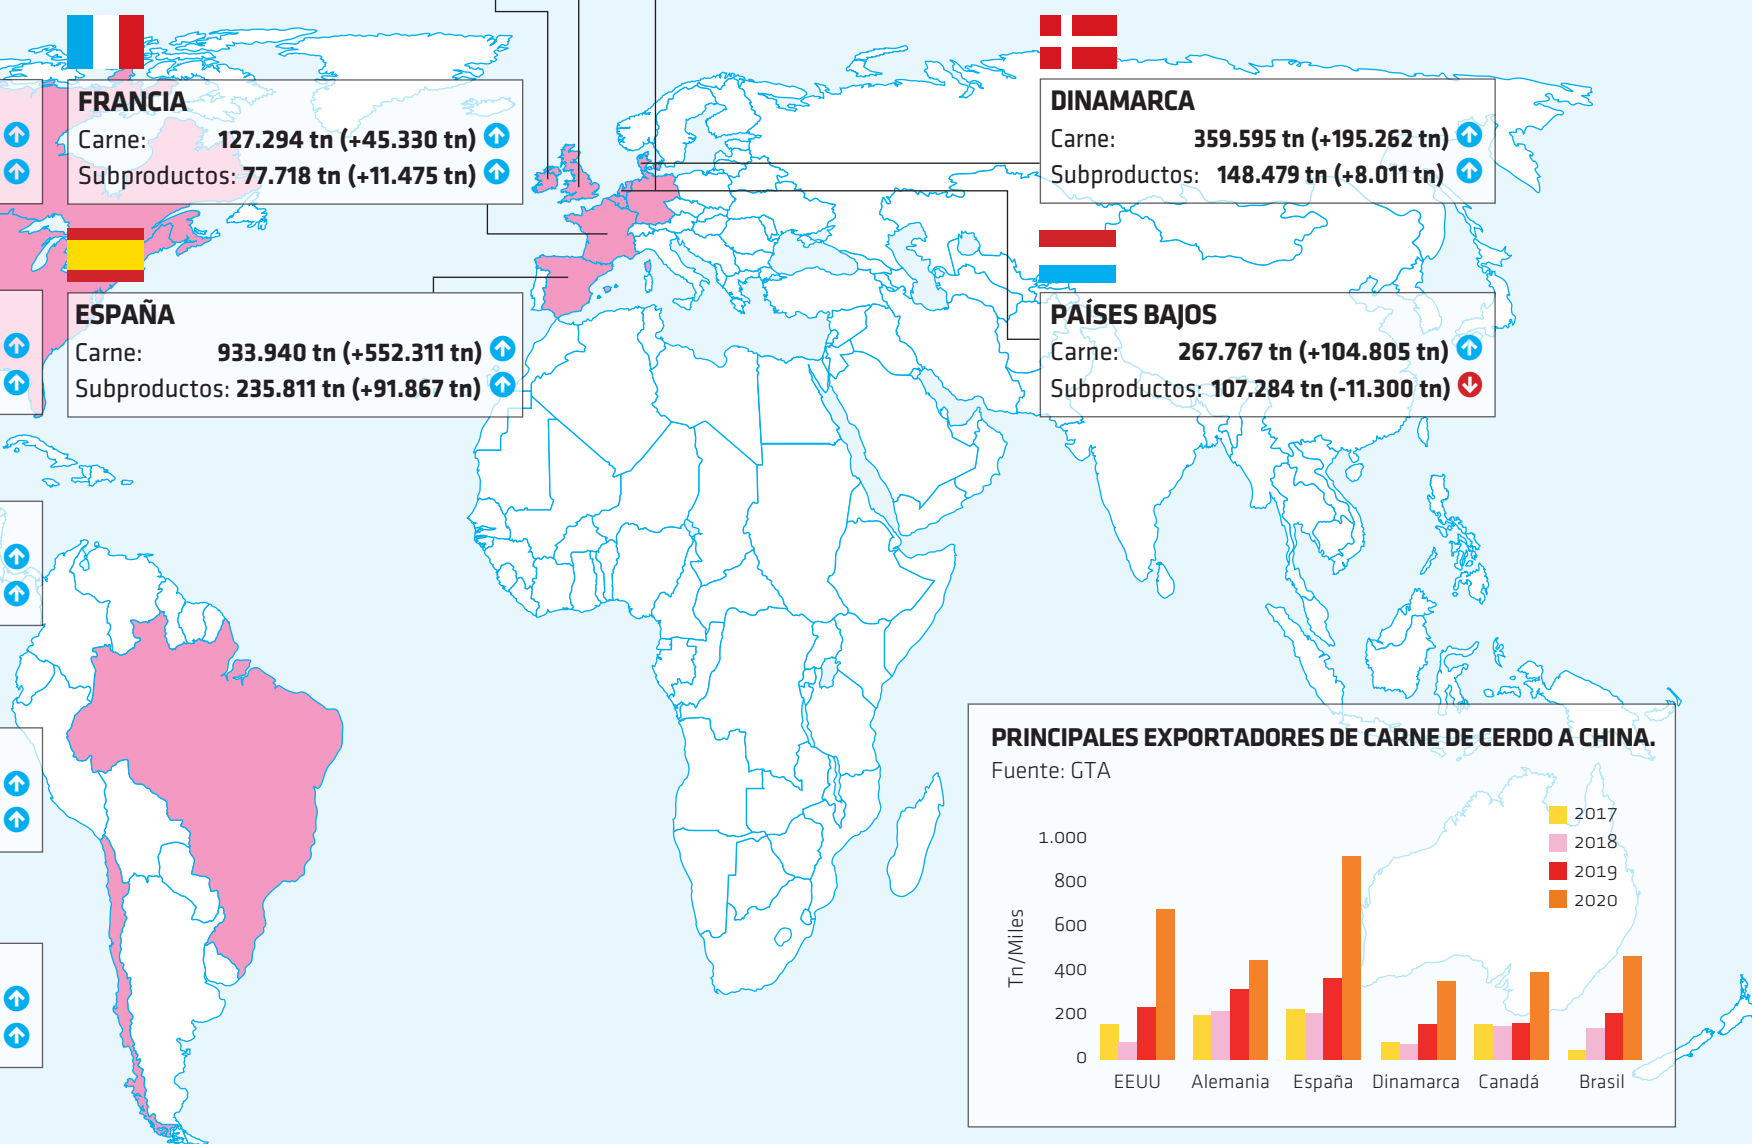 FRANCIA
Carne: 127.294 tn (+45.330 tn)
Subproductos: 77.718 tn (+11.475 tn)
ESPAÑA
Carne: 933.940 tn (+552.311 tn)
Subproductos: 235.811 tn (+91.867 tn)
DINAMARCA
Carne: 359.595 tn (+195.262 tn)
Subproductos: 148.479 tn (+8.011 tn)
PAÍSES BAJOS
Carne: 267.767 tn (+104.805 tn)
Subproductos: 107.284 tn (-11.300 tn)
PRINCIPALES EXPORTADORES DE CARNE DE CERDO A CHINA.
Fuente: GTA
2017
2018
2019
2020
Tn/Miles
1.000
800
600
400
200
0
EEUU Alemania España Dinamarca Canadá Brasil